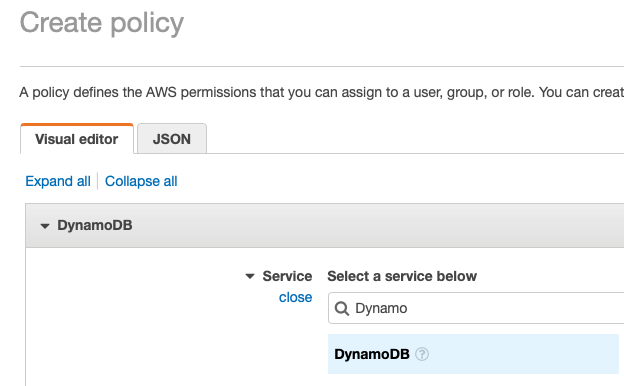 Create policy
A policy defines the AWS permissions that you can assign to a user, group, or role. You can creat
Visual editor JSON
Expand all Collapse all
DynamoDB
Service Select a service below
close
Dynamo
DynamoDB ?